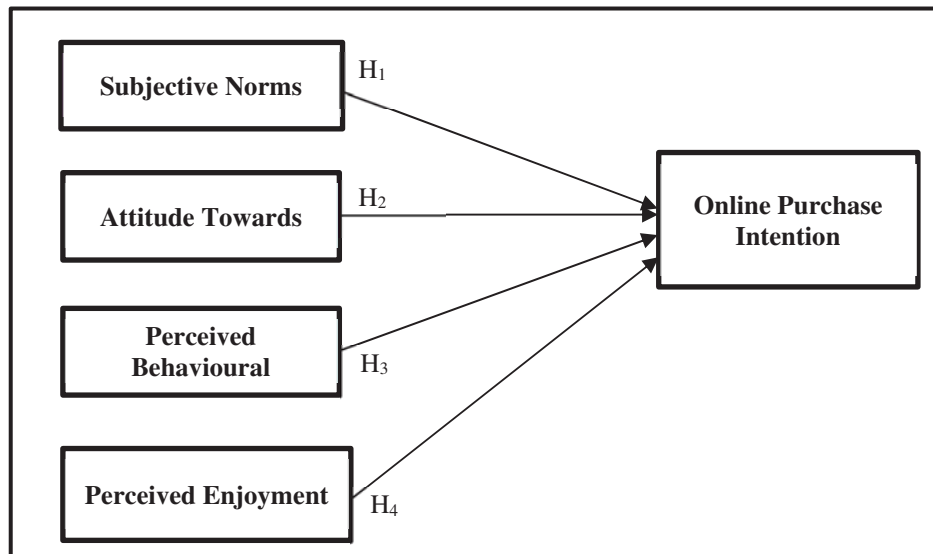 Subjective Norms
H₁
Attitude Towards
H₂
Perceived
Behavioural
H₃
Perceived Enjoyment
H₄
Online Purchase
Intention